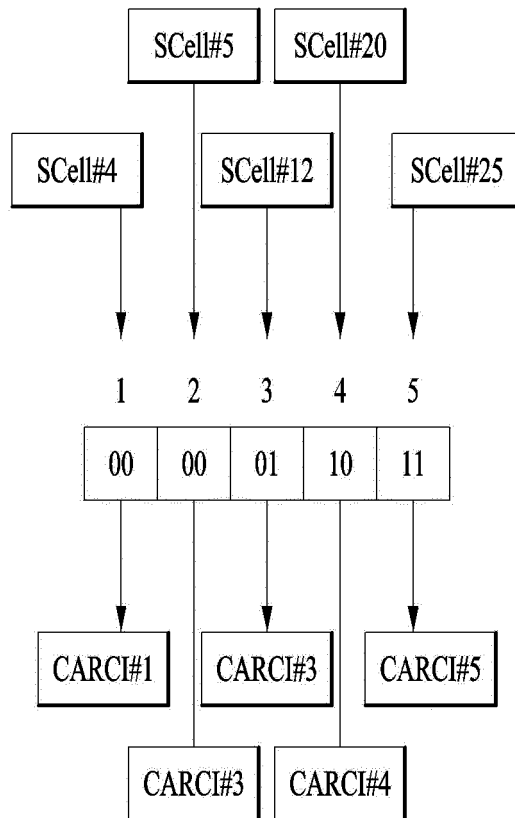 SCell#5 SCell#20
SCell#4 SCell#12 SCell#25
1 2 3 4 5
00 00 01 10 11
CARCI#1 CARCI#3 CARCI#5
CARCI#3 CARCI#4